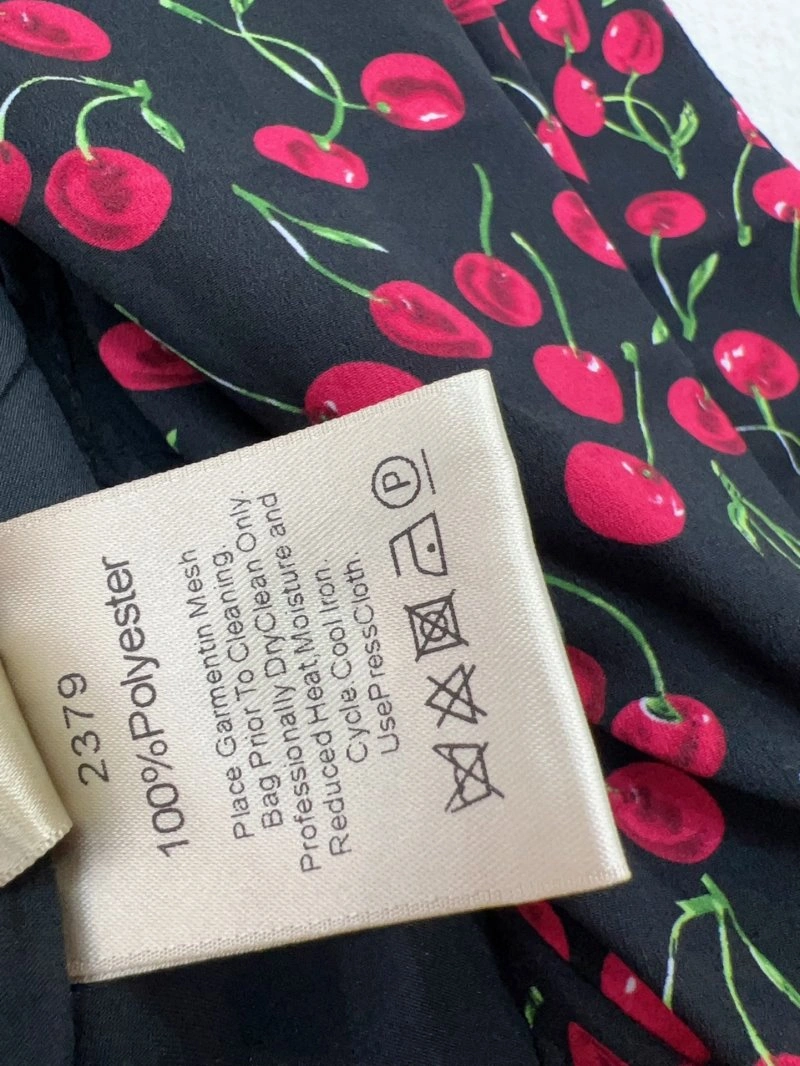 2379
100%Polyester
Place Garmentin Mesh
Bag Prior To Cleaning.
Professionally DryClean Only.
Reduced Heat,Moisture and
Cycle.Cool Iron.
UsePressCloth.
P